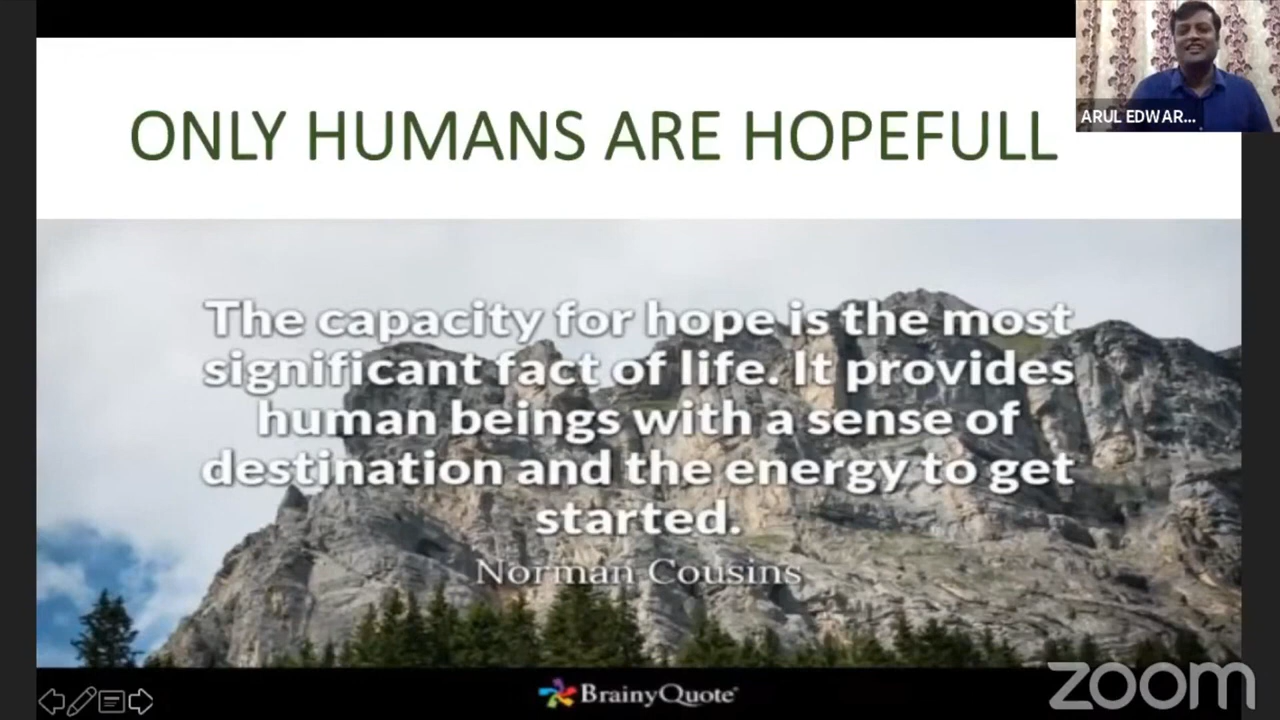 ONLY HUMANS ARE HOPEFULL
ARUL EDWAR...
The capacity for hope is the most
significant fact of life. It provides
human beings with a sense of
destination and the energy to get
started.
Norman Cousins
BrainyQuote®
zoom